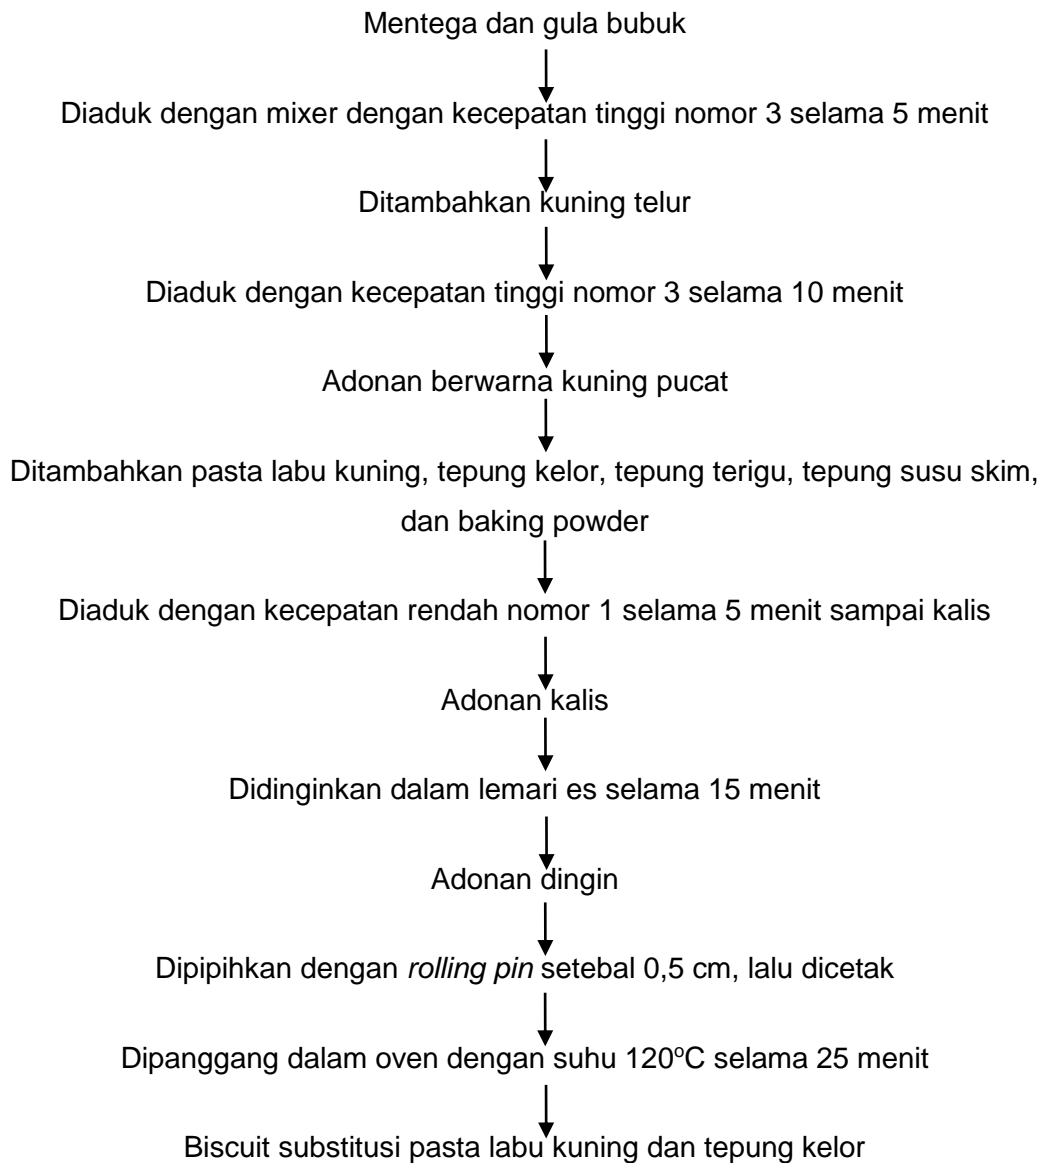 Mentega dan gula bubuk
Diaduk dengan mixer dengan kecepatan tinggi nomor 3 selama 5 menit
Ditambahkan kuning telur
Diaduk dengan kecepatan tinggi nomor 3 selama 10 menit
Adonan berwarna kuning pucat
Ditambahkan pasta labu kuning, tepung kelor, tepung terigu, tepung susu skim,
dan baking powder
Diaduk dengan kecepatan rendah nomor 1 selama 5 menit sampai kalis
Adonan kalis
Didinginkan dalam lemari es selama 15 menit
Adonan dingin
Dipipihkan dengan rolling pin setebal 0,5 cm, lalu dicetak
Dipanggang dalam oven dengan suhu 120°C selama 25 menit
Biscuit substitusi pasta labu kuning dan tepung kelor